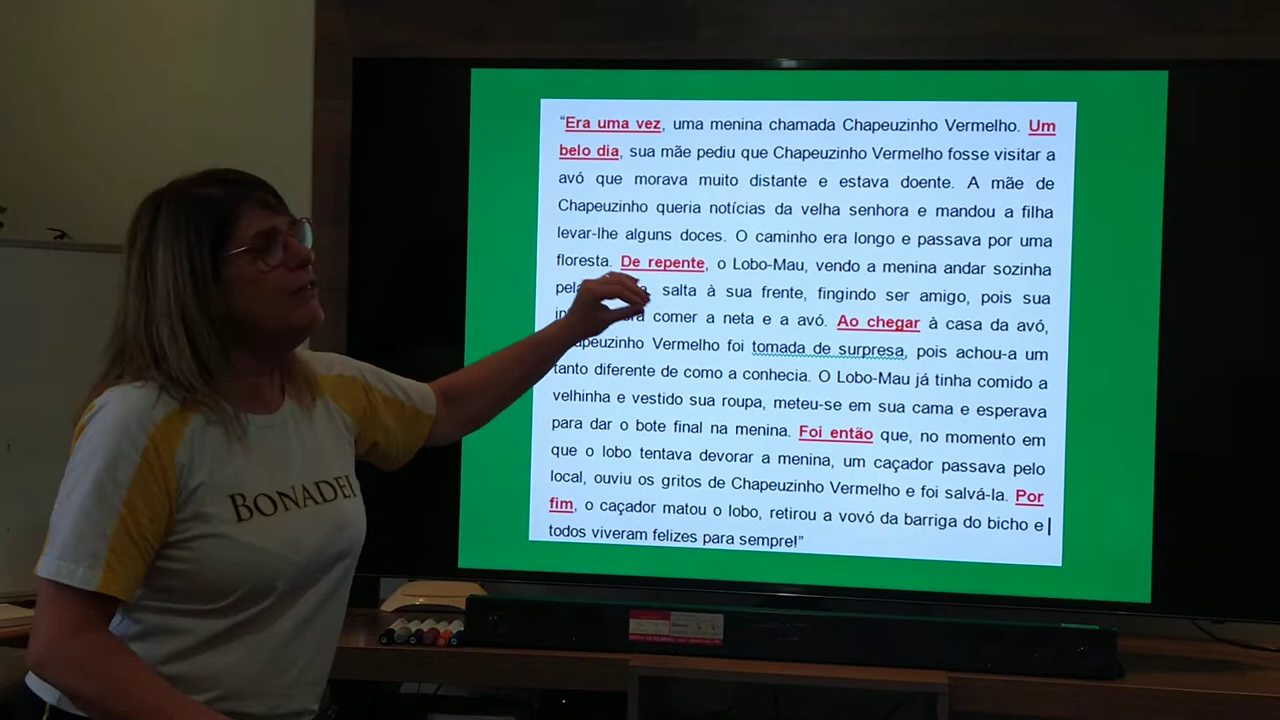 “Era uma vez, uma menina chamada Chapeuzinho Vermelho. Um
belo dia, sua mãe pediu que Chapeuzinho Vermelho fosse visitar a
avó que morava muito distante e estava doente. A mãe de
Chapeuzinho queria notícias da velha senhora e mandou a filha
levar-lhe alguns doces. O caminho era longo e passava por uma
floresta. De repente, o Lobo-Mau, vendo a menina andar sozinha
salta à sua frente, fingindo ser amigo, pois sua
comer a neta e a avó. Ao chegar à casa da avó,
Vermelho foi tomada de surpresa, pois achou-a um
tanto diferente de como a conhecia. O Lobo-Mau já tinha comido a
velhinha e vestido sua roupa, meteu-se em sua cama e esperava
para dar o bote final na menina. Foi então que, no momento em
que o lobo tentava devorar a menina, um caçador passava pelo
local, ouviu os gritos de Chapeuzinho Vermelho e foi salvá-la. Por
fim, o caçador matou o lobo, retirou a vovó da barriga do bicho e
todos viveram felizes para sempre!”
BONADEI